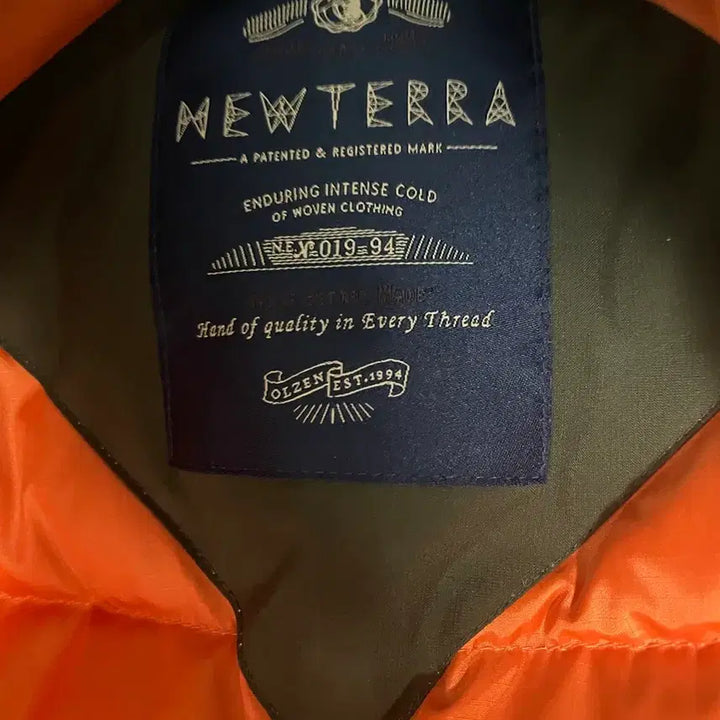 NEWTERRA
A PATENTED & REGISTERED MARK
ENDURING INTENSE COLD
OF WOVEN CLOTHING
N.E.X°019-94
Hand of quality in Every Thread
OLZEN EST.1994